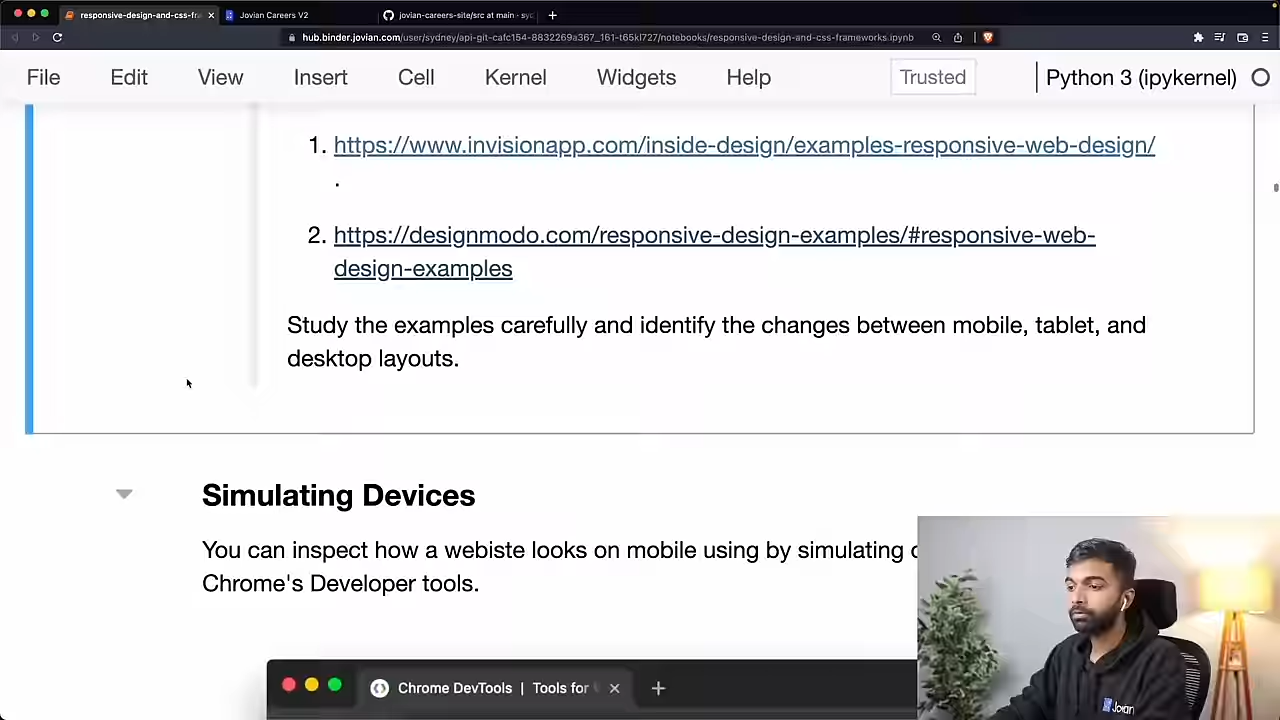 responsive-design-and-css-fra
Jovian Careers V2
jovian-careers-site/src at main · syd
hub.binder.jovian.com/user/sydney/api-git-cafc154-8832269a367_161-t65kl727/notebooks/responsive-design-and-css-frameworks.ipynb
File Edit View Insert Cell Kernel Widgets Help Trusted Python 3 (ipykernel)
1. https://www.invisionapp.com/inside-design/examples-responsive-web-design/
.
2. https://designmodo.com/responsive-design-examples/#responsive-web-
design-examples
Study the examples carefully and identify the changes between mobile, tablet, and
desktop layouts.
Simulating Devices
You can inspect how a webiste looks on mobile using by simulating
Chrome's Developer tools.
Chrome DevTools | Tools for
Jovian